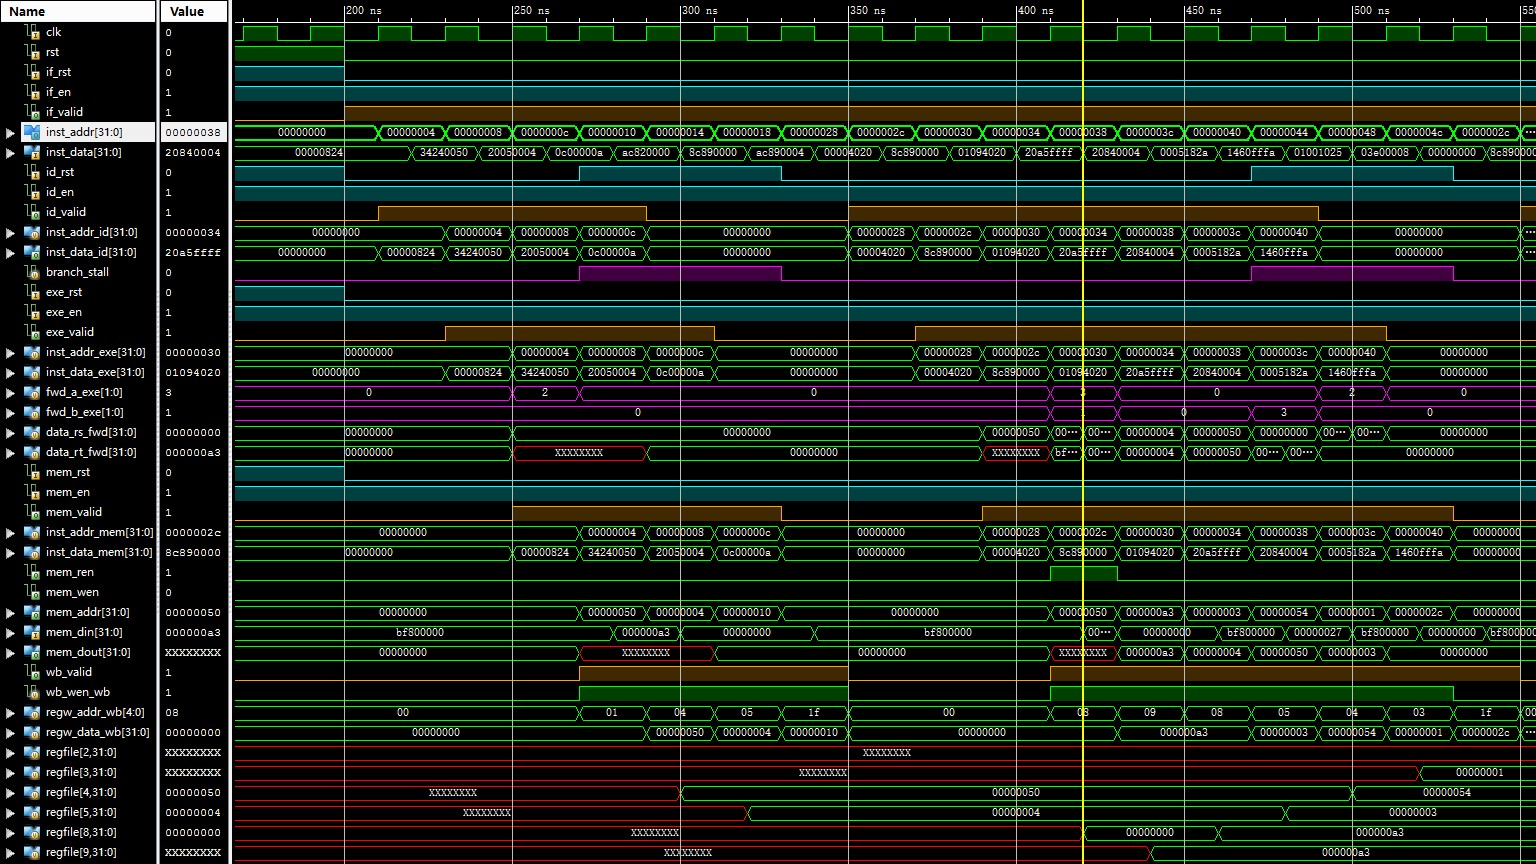 Name Value 200 ns 250 ns 300 ns 350 ns 400 ns 450 ns 500 ns
clk 0
rst 0
if_rst 0
if_en 1
if_valid 1
inst_addr[31:0] 00000038 00000000 00000004 00000008 0000000c 00000010 00000014 00000018 00000028 0000002c 00000030 00000034 00000038 0000003c 00000040 00000044 00000048 0000004c 0000002c ...
inst_data[31:0] 20840004 00000824 34240050 20050004 0c00000a ac820000 8c890000 ac890004 00004020 8c890000 01094020 20a5ffff 20840004 0005182a 1460fffa 01001025 03e00008 00000000 8c890000
id_rst 0
id_en 1
id_valid 1
inst_addr_id[31:0] 00000034 00000000 00000004 00000008 0000000c 00000000 00000028 0000002c 00000030 00000034 00000038 0000003c 00000040 00000000 ...
inst_data_id[31:0] 20a5ffff 00000000 00000824 34240050 20050004 0c00000a 00000000 00004020 8c890000 01094020 20a5ffff 20840004 0005182a 1460fffa 00000000 ...
branch_stall 0
exe_rst 0
exe_en 1
exe_valid 1
inst_addr_exe[31:0] 00000030 00000000 00000004 00000008 0000000c 00000000 00000028 0000002c 00000030 00000034 00000038 0000003c 00000040 00000000
inst_data_exe[31:0] 01094020 00000000 00000824 34240050 20050004 0c00000a 00000000 00004020 8c890000 01094020 20a5ffff 20840004 0005182a 1460fffa 00000000
fwd_a_exe[1:0] 3 0 2 0 3 0 2 0
fwd_b_exe[1:0] 1 0 1 0 3 0
data_rs_fwd[31:0] 00000000 00000000 00000000 00000050 00... 00... 00000004 00000050 00000000 00... 00... 00000000
data_rt_fwd[31:0] 000000a3 00000000 XXXXXXXX 00000000 XXXXXXXX bf... 00... 00000004 00000050 00... 00... 00000000
mem_rst 0
mem_en 1
mem_valid 1
inst_addr_mem[31:0] 0000002c 00000000 00000004 00000008 0000000c 00000000 00000028 0000002c 00000030 00000034 00000038 0000003c 00000040 00000000
inst_data_mem[31:0] 8c890000 00000000 00000824 34240050 20050004 0c00000a 00000000 00004020 8c890000 01094020 20a5ffff 20840004 0005182a 1460fffa 00000000
mem_ren 1
mem_wen 0
mem_addr[31:0] 00000050 00000000 00000050 00000004 00000010 00000000 00000050 000000a3 00000003 00000054 00000001 0000002c 00000000
mem_din[31:0] 000000a3 bf800000 000000a3 00000000 bf800000 00... 00000000 bf800000 00000027 bf800000 00000000 bf800000
mem_dout[31:0] XXXXXXXX 00000000 XXXXXXXX 00000000 XXXXXXXX 000000a3 00000004 00000050 00000003 00000000
wb_valid 1
wb_wen_wb 1
regw_addr_wb[4:0] 08 00 01 04 05 1f 00 08 09 08 05 04 03 1f 00
regw_data_wb[31:0] 00000000 00000000 00000050 00000004 00000010 00000000 000000a3 00000003 00000054 00000001 0000002c ...
regfile[2,31:0] XXXXXXXX XXXXXXXX
regfile[3,31:0] XXXXXXXX XXXXXXXX 00000001
regfile[4,31:0] 00000050 XXXXXXXX 00000050 00000054
regfile[5,31:0] 00000004 XXXXXXXX 00000004 00000003
regfile[8,31:0] 00000000 XXXXXXXX 00000000 000000a3
regfile[9,31:0] XXXXXXXX XXXXXXXX 000000a3